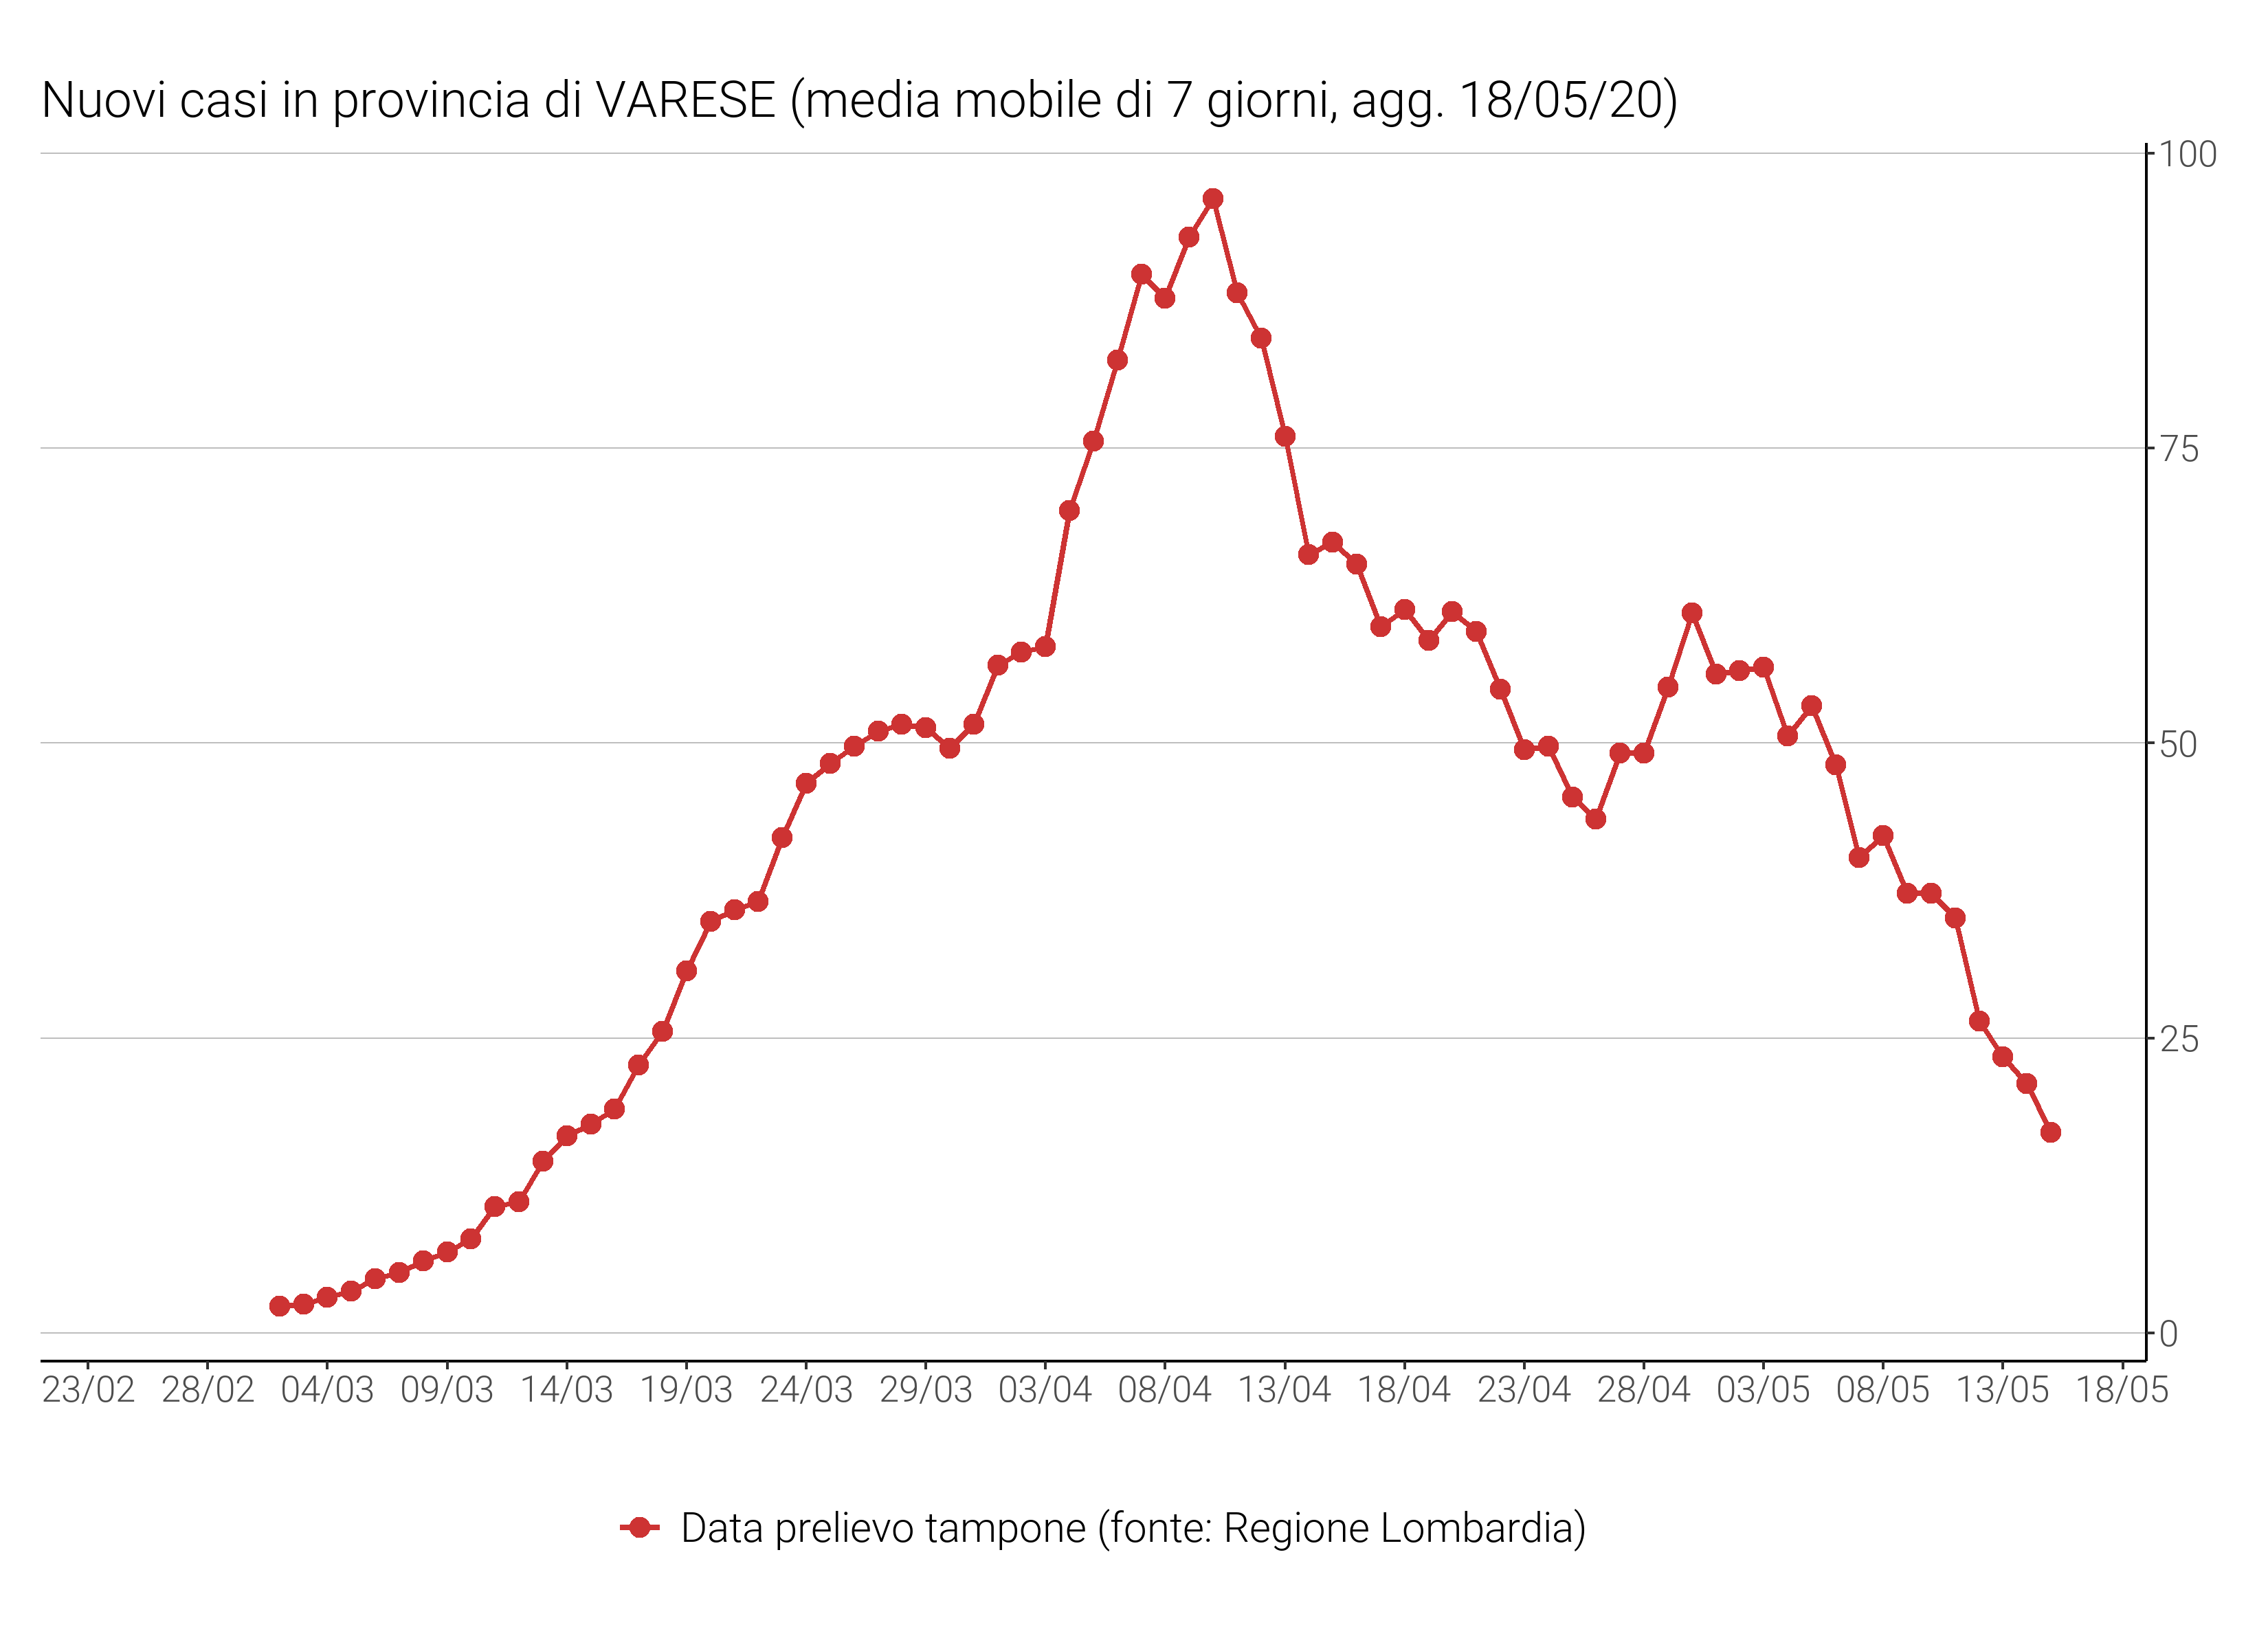 Nuovi casi in provincia di VARESE (media mobile di 7 giorni, agg. 18/05/20)
100
75
50
25
0
23/02 28/02 04/03 09/03 14/03 19/03 24/03 29/03 03/04 08/04 13/04 18/04 23/04 28/04 03/05 08/05 13/05 18/05
Data prelievo tampone (fonte: Regione Lombardia)